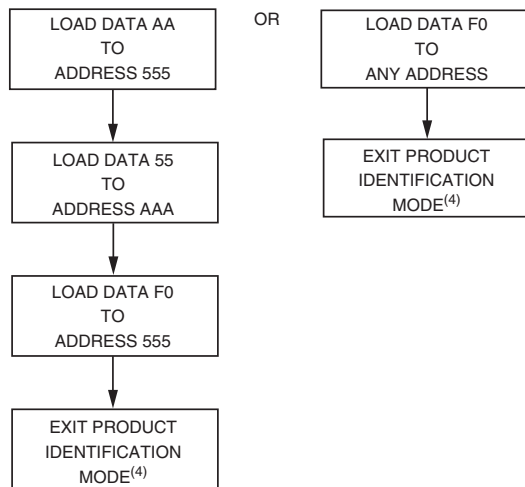 LOAD DATA AA
TO
ADDRESS 555
LOAD DATA 55
TO
ADDRESS AAA
LOAD DATA F0
TO
ADDRESS 555
EXIT PRODUCT
IDENTIFICATION
MODE(4)
OR
LOAD DATA F0
TO
ANY ADDRESS
EXIT PRODUCT
IDENTIFICATION
MODE(4)